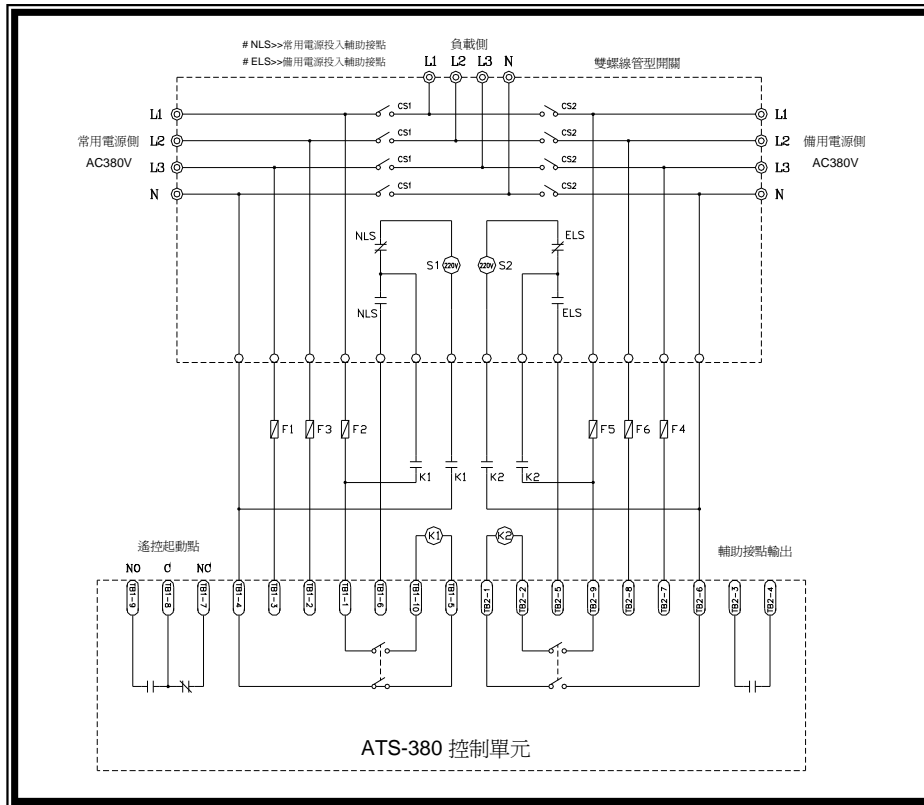 # NLS>>常用電源投入輔助接點
# ELS>>備用電源投入輔助接點
負載側
雙螺線管型開關
L1 L2 L3 N
常用電源側
AC380V
L1 CS1 CS2 L1
L2 CS1 CS2 L2
L3 CS1 CS2 L3
N CS1 CS2 N
備用電源側
AC380V
NLS ELS
S1 220V 220V S2
NLS ELS
F1 F3 F2 F5 F6 F4
K1 K1 K2 K2
遙控起動點
K1 K2
輔助接點輸出
NO C NC
TB1-9 TB1-8 TB1-7 TB1-4 TB1-3 TB1-2 TB1-1 TB1-6 TB1-10 TB1-5 TB2-1 TB2-2 TB2-5 TB2-9 TB2-8 TB2-7 TB2-6 TB2-3 TB2-4
ATS-380 控制單元